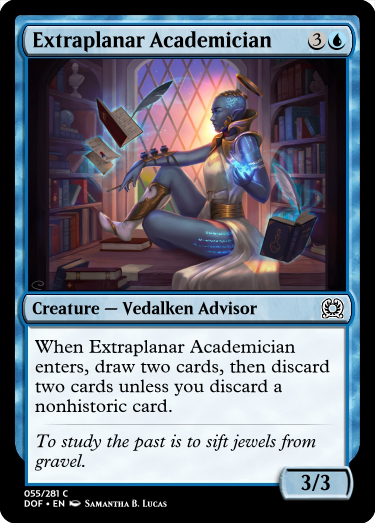 Extraplanar Academician 3
Creature — Vedalken Advisor
When Extraplanar Academician
enters, draw two cards, then discard
two cards unless you discard a
nonhistoric card.
To study the past is to sift jewels from
gravel.
3/3
055/281 C
DOF • EN Samantha B. Lucas